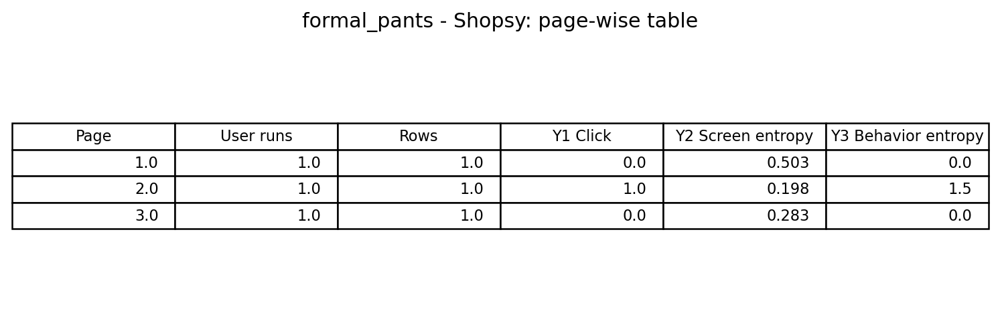 formal_pants - Shopsy: page-wise table
Page User runs Rows Y1 Click Y2 Screen entropy Y3 Behavior entropy
1.0 1.0 1.0 0.0 0.503 0.0
2.0 1.0 1.0 1.0 0.198 1.5
3.0 1.0 1.0 0.0 0.283 0.0